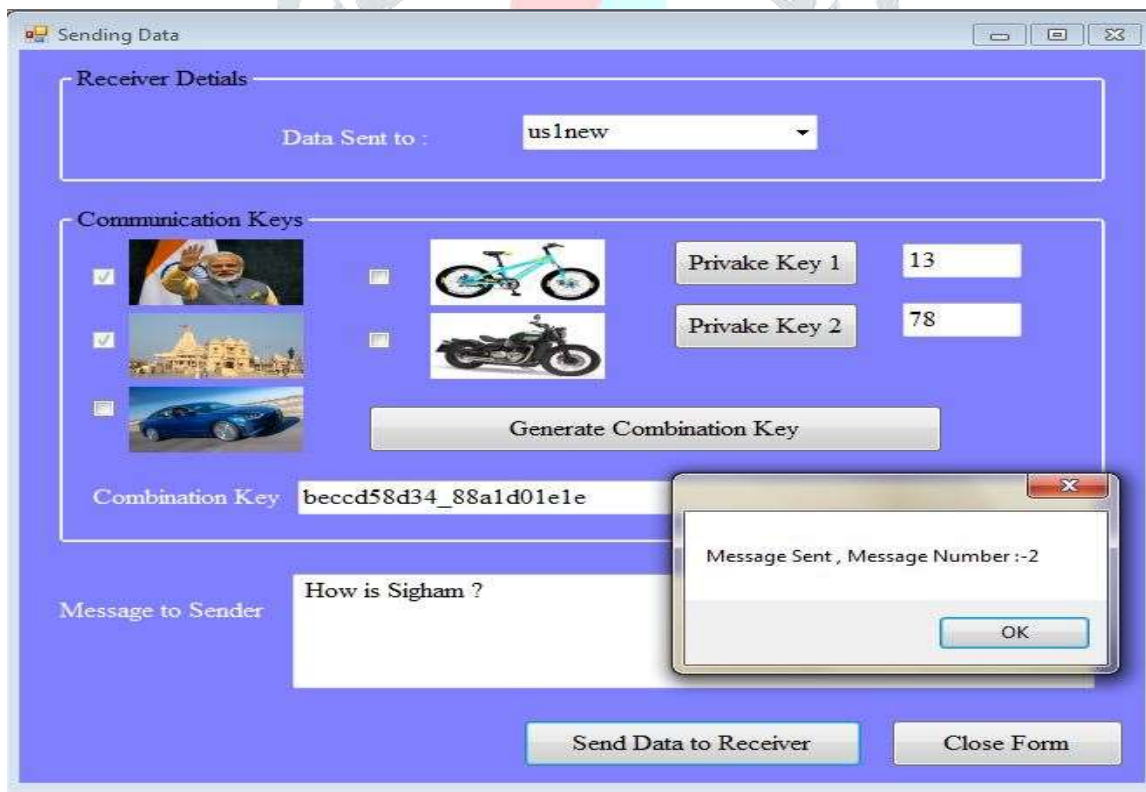 Sending Data
Receiver Detials
Data Sent to :
us1new
Communication Keys
Privake Key 1
13
Privake Key 2
78
Generate Combination Key
Combination Key
beccd58d34_88a1d01e1e
Message Sent , Message Number :-2
OK
Message to Sender
How is Sigham ?
Send Data to Receiver
Close Form